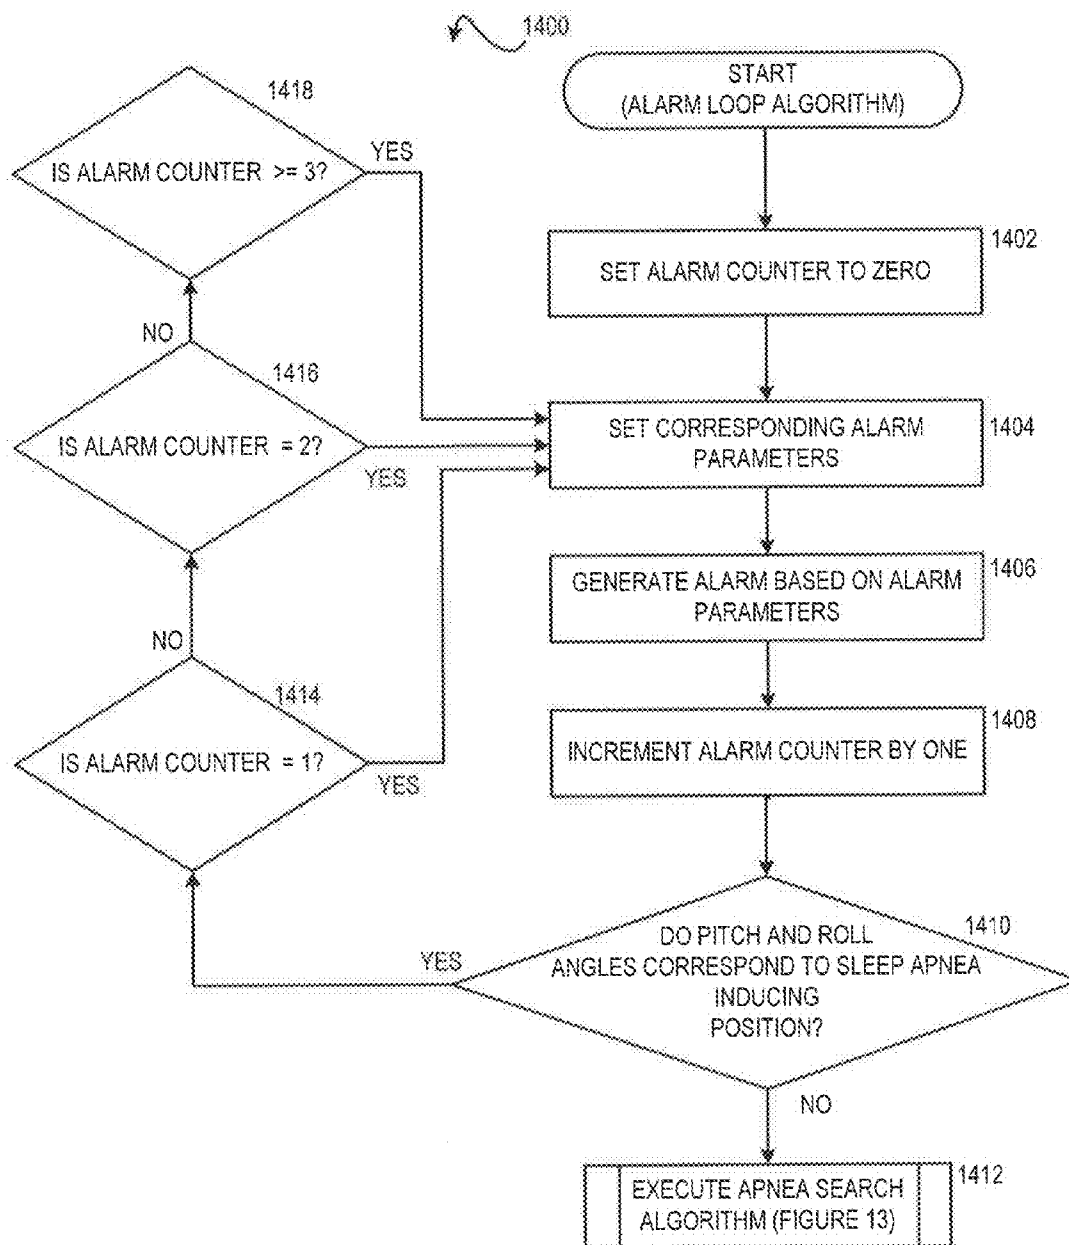 1400
START
(ALARM LOOP ALGORITHM)
1402
SET ALARM COUNTER TO ZERO
1404
SET CORRESPONDING ALARM
PARAMETERS
1406
GENERATE ALARM BASED ON ALARM
PARAMETERS
1408
INCREMENT ALARM COUNTER BY ONE
1410
DO PITCH AND ROLL
ANGLES CORRESPOND TO SLEEP APNEA
INDUCING
POSITION?
YES
NO
1412
EXECUTE APNEA SEARCH
ALGORITHM (FIGURE 13)
1414
IS ALARM COUNTER = 1?
YES
NO
1416
IS ALARM COUNTER = 2?
YES
NO
1418
IS ALARM COUNTER >= 3?
YES